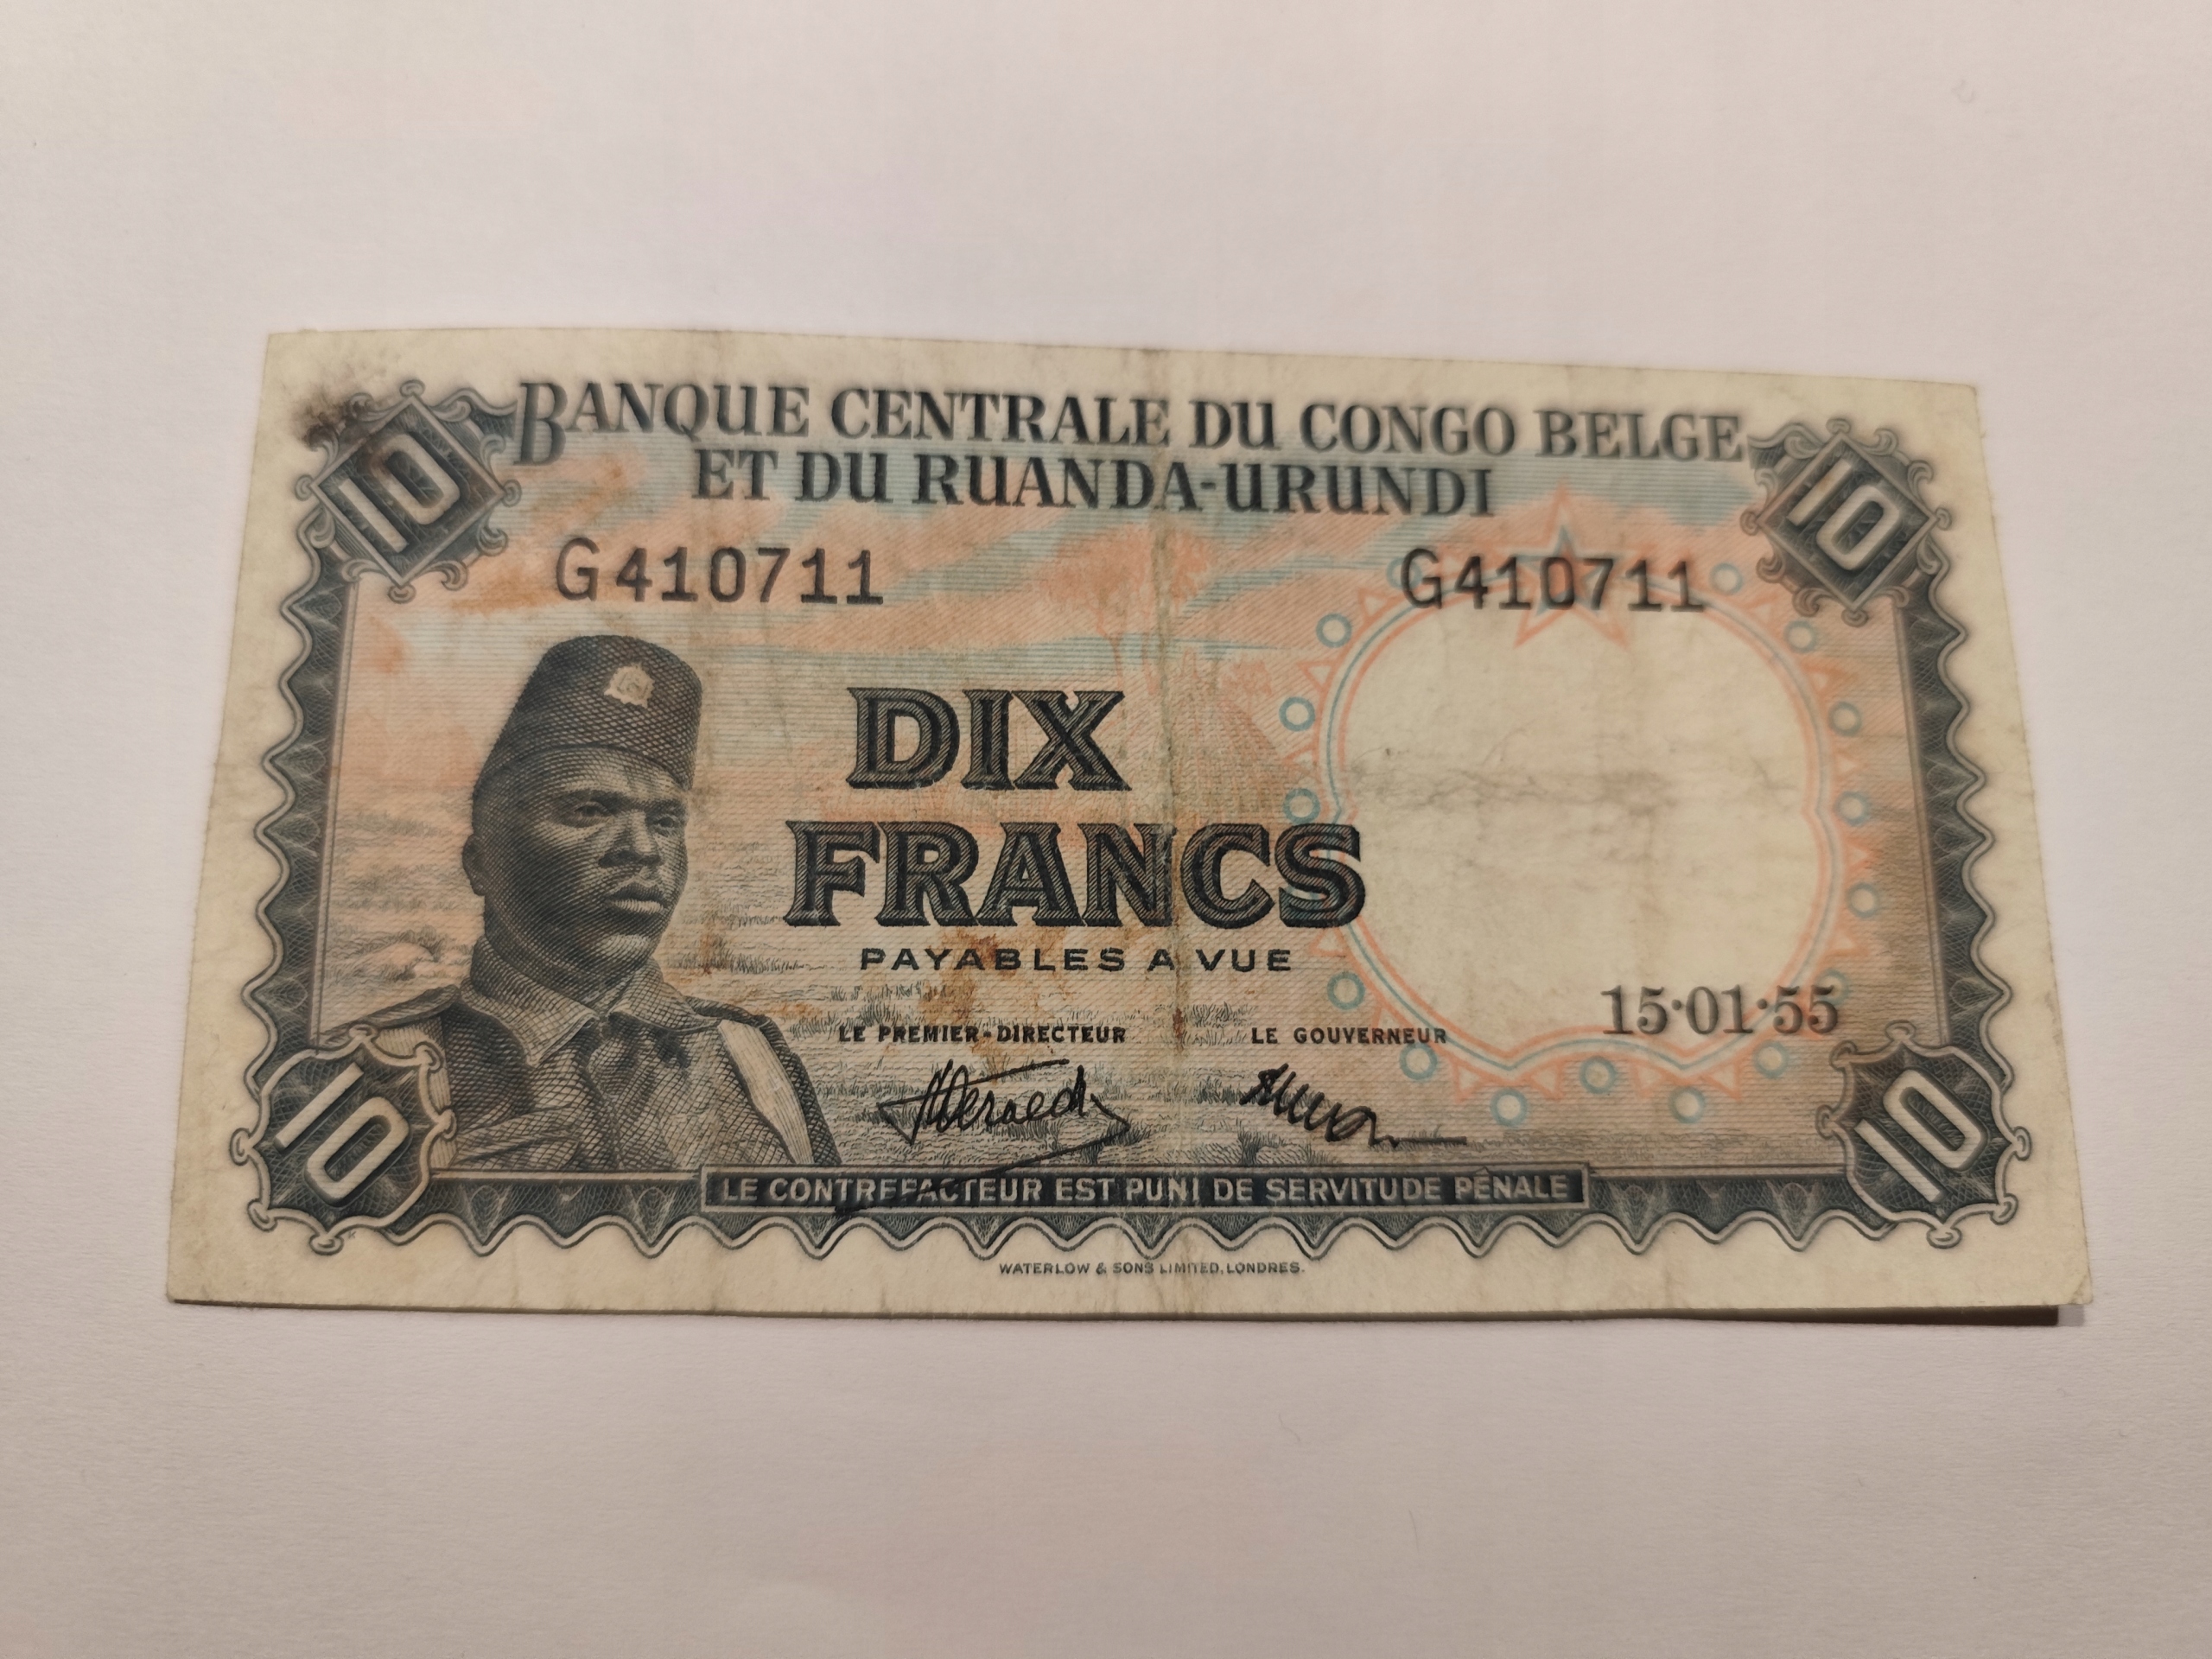 BANQUE CENTRALE DU CONGO BELGE
ET DU RUANDA-URUNDI
10
10
G410711
G410711
DIX
FRANCS
PAYABLES A VUE
15·01·55
LE PREMIER-DIRECTEUR
LE GOUVERNEUR
10
10
LE CONTREFACTEUR EST PUNI DE SERVITUDE PÉNALE
WATERLOW & SONS LIMITED, LONDRES.